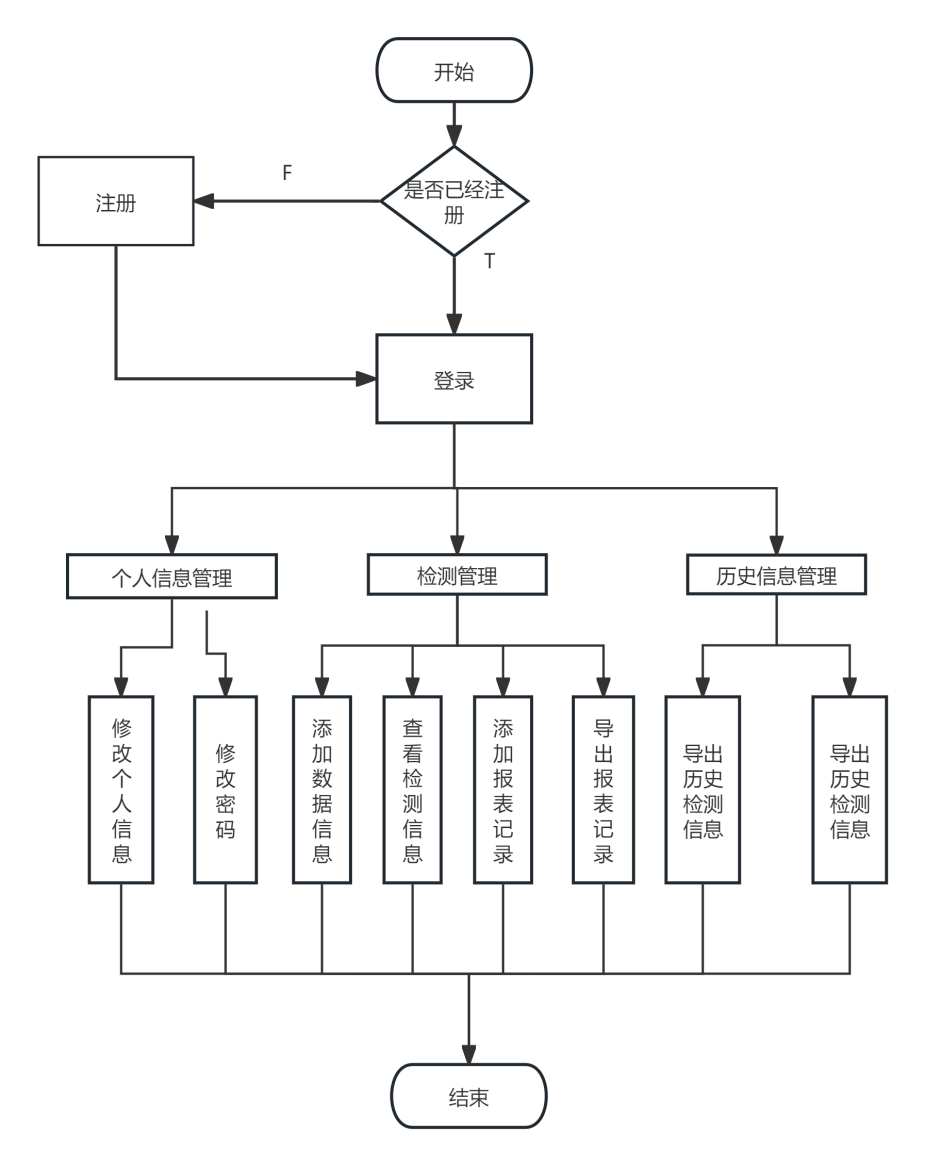 开始
是否已经注
册
F
注册
T
登录
个人信息管理
检测管理
历史信息管理
修
改
个
人
信
息
修
改
密
码
添
加
数
据
信
息
查
看
检
测
信
息
添
加
报
表
记
录
导
出
报
表
记
录
导出
历史
检测
信息
导出
历史
检测
信息
结束